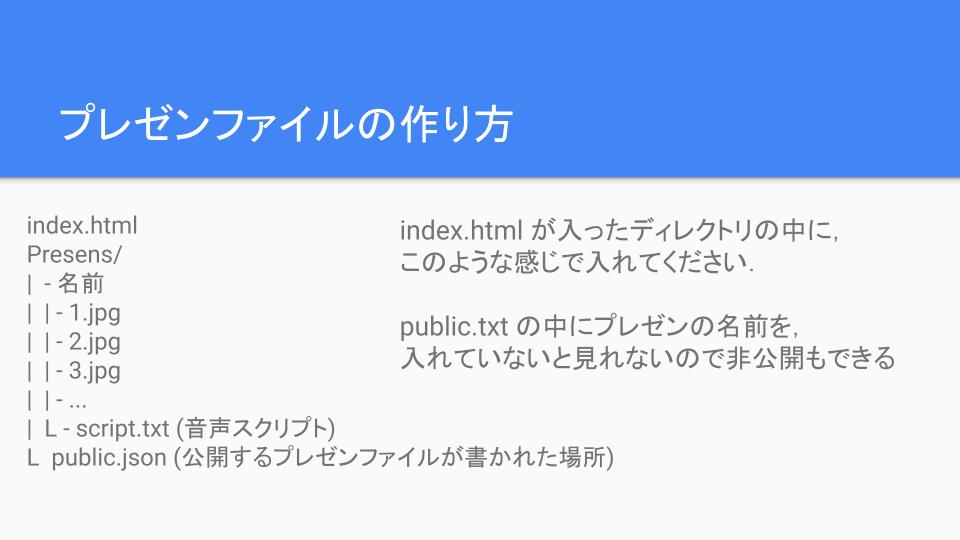 プレゼンファイルの作り方
index.html
Presens/
|  - 名前
|  | - 1.jpg
|  | - 2.jpg
|  | - 3.jpg
|  | - ...
|  L - script.txt (音声スクリプト)
L  public.json (公開するプレゼンファイルが書かれた場所)
index.html が入ったディレクトリの中に,
このような感じで入れてください.
public.txt の中にプレゼンの名前を,
入れていないと見れないので非公開もできる